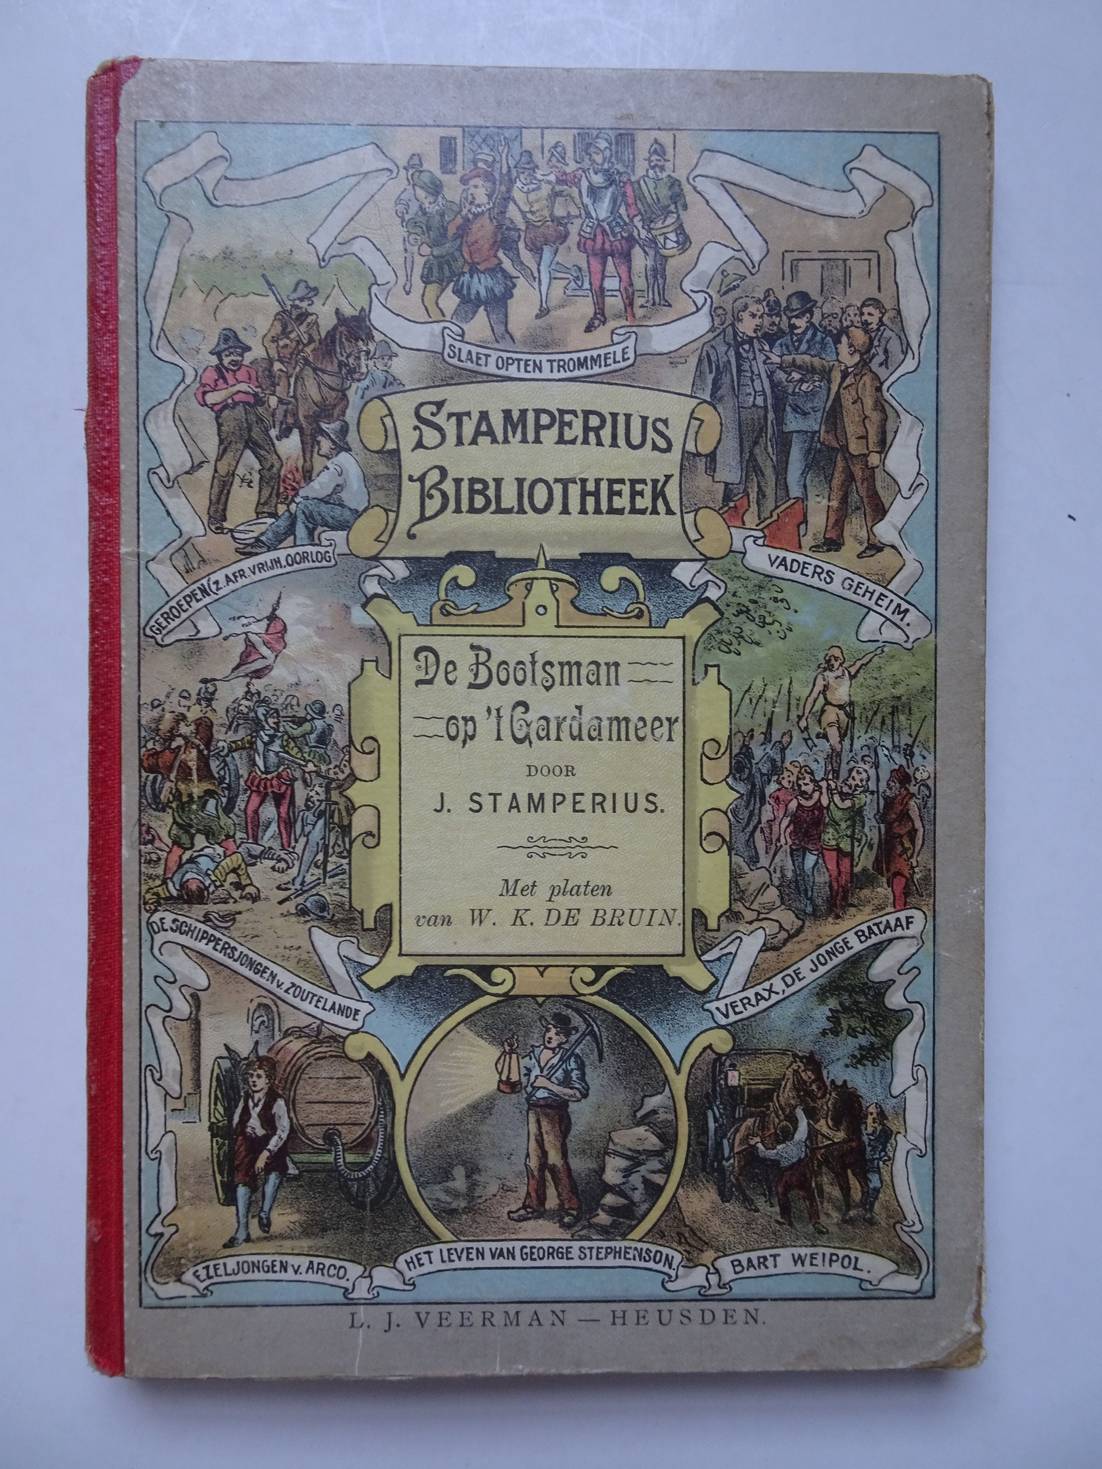 SLAET OPTEN TROMMELE
STAMPERIUS
BIBLIOTHEEK
GEROEPEN (Z. AFR. VRIJH. OORLOG
VADERS GEHEIM.
De Bootsman
op 't Gardameer
DOOR
J. STAMPERIUS.
Met platen
van W. K. DE BRUIN.
DE SCHIPPERSJONGEN v. ZOUTELANDE
VERAX, DE JONGE BATAAF
EZELJONGEN v. ARCO.
HET LEVEN VAN GEORGE STEPHENSON.
BART WEIPOL.
L. J. VEERMAN — HEUSDEN.